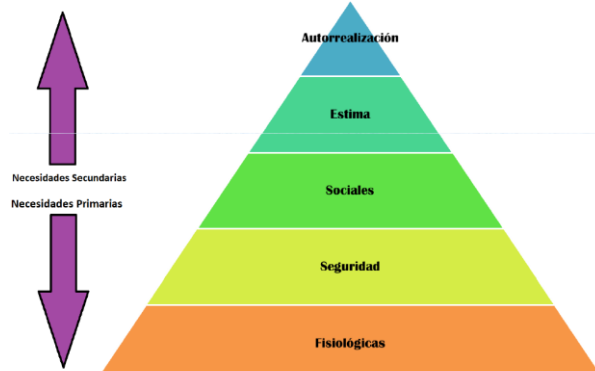 Autorrealización
Estima
Necesidades Secundarias
Sociales
Necesidades Primarias
Seguridad
Fisiológicas